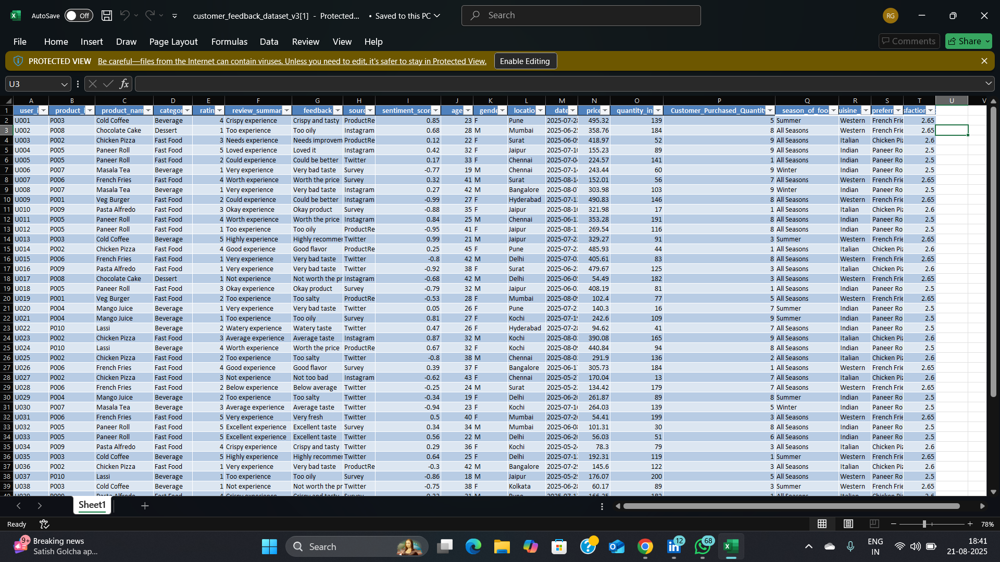 AutoSave Off customer_feedback_dataset_v3[1] - Protected... • Saved to this PC Search RG
File Home Insert Draw Page Layout Formulas Data Review View Help Comments Share
PROTECTED VIEW Be careful—files from the Internet can contain viruses. Unless you need to edit, it's safer to stay in Protected View. Enable Editing
U3 fx
A B C D E F G H I J K L M N O P Q R S T U V
1 user_i product_i product_nam categor ratin review_summar feedback sourc sentiment_scor age gende locatio date price quantity_in Customer_Purchased_Quantit season_of_foo uisine_ preferr sfaction
2 U001 P003 Cold Coffee Beverage 4 Crispy experience Crispy and tasty ProductRe 0.85 23 F Pune 2025-07-28 495.32 139 5 Summer Western French Frie 2.65
3 U002 P008 Chocolate Cake Dessert 1 Too experience Too oily Instagram 0.68 28 M Mumbai 2025-06-25 358.76 184 8 All Seasons Western French Frie 2.65
4 U003 P002 Chicken Pizza Fast Food 3 Needs experience Needs improvem ProductRe 0.12 22 F Surat 2025-06-09 418.97 52 9 All Seasons Italian Chicken Piz 2.6
5 U004 P005 Paneer Roll Fast Food 5 Loved experience Loved it Instagram 0.42 32 F Jaipur 2025-07-10 155.23 89 9 All Seasons Indian Paneer Ro 2.5
6 U005 P005 Paneer Roll Fast Food 2 Could experience Could be better Twitter 0.17 33 F Chennai 2025-07-04 224.57 141 1 All Seasons Indian Paneer Ro 2.5
7 U006 P007 Masala Tea Beverage 1 Very experience Very bad taste Survey -0.77 19 M Chennai 2025-07-14 243.44 60 9 Winter Indian Paneer Ro 2.5
8 U007 P006 French Fries Fast Food 4 Worth experience Worth the price Survey 0.32 41 M Surat 2025-08-14 152.01 56 7 All Seasons Western French Frie 2.65
9 U008 P007 Masala Tea Beverage 1 Very experience Very bad taste Instagram 0.27 42 M Bangalore 2025-08-07 303.98 103 9 Winter Indian Paneer Ro 2.5
10 U009 P001 Veg Burger Fast Food 2 Could experience Could be better Instagram -0.99 27 F Hyderabad 2025-07-13 490.83 146 8 All Seasons Western French Frie 2.65
11 U010 P009 Pasta Alfredo Fast Food 3 Okay experience Okay product Survey -0.88 35 F Jaipur 2025-08-10 321.98 17 1 All Seasons Italian Chicken Piz 2.6
12 U011 P005 Paneer Roll Fast Food 4 Worth experience Worth the price Instagram 0.84 25 M Chennai 2025-06-12 353.28 191 8 All Seasons Indian Paneer Ro 2.5
13 U012 P005 Paneer Roll Fast Food 1 Too experience Too oily ProductRe -0.95 41 F Jaipur 2025-08-11 269.54 116 8 All Seasons Indian Paneer Ro 2.5
14 U013 P003 Cold Coffee Beverage 5 Highly experience Highly recommer Twitter 0.99 21 M Jaipur 2025-07-23 329.27 91 3 Summer Western French Frie 2.65
15 U014 P002 Chicken Pizza Fast Food 4 Good experience Good flavor ProductRe 0.25 45 F Pune 2025-07-22 485.93 44 1 All Seasons Italian Chicken Piz 2.6
16 U015 P006 French Fries Fast Food 1 Very experience Very bad taste Twitter -0.8 42 M Delhi 2025-07-03 405.61 83 8 All Seasons Western French Frie 2.65
17 U016 P009 Pasta Alfredo Fast Food 1 Very experience Very bad taste Twitter -0.92 38 F Surat 2025-06-23 479.67 125 3 All Seasons Italian Chicken Piz 2.6
18 U017 P008 Chocolate Cake Dessert 1 Not experience Not worth the pr Instagram -0.68 42 M Delhi 2025-06-05 54.49 182 3 All Seasons Western French Frie 2.65
19 U018 P005 Paneer Roll Fast Food 3 Okay experience Okay product Survey -0.79 32 M Jaipur 2025-06-03 408.19 81 1 All Seasons Indian Paneer Ro 2.5
20 U019 P001 Veg Burger Fast Food 2 Too experience Too salty ProductRe -0.53 28 F Mumbai 2025-08-09 102.4 77 5 All Seasons Western French Frie 2.65
21 U020 P004 Mango Juice Beverage 1 Very experience Very bad taste Twitter 0.05 26 F Pune 2025-07-21 140.3 16 7 Summer Indian Paneer Ro 2.5
22 U021 P004 Mango Juice Beverage 1 Too experience Too oily Survey 0.81 27 F Kochi 2025-07-19 242.6 109 9 Summer Indian Paneer Ro 2.5
23 U022 P010 Lassi Beverage 2 Watery experience Watery taste Twitter 0.47 26 F Hyderabad 2025-07-28 94.62 41 7 All Seasons Indian Paneer Ro 2.5
24 U023 P002 Chicken Pizza Fast Food 3 Average experience Average taste Instagram 0.87 32 M Kochi 2025-08-03 390.08 165 9 All Seasons Italian Chicken Piz 2.6
25 U024 P010 Lassi Beverage 4 Worth experience Worth the price ProductRe 0.67 32 F Kochi 2025-08-09 440.84 94 8 All Seasons Indian Paneer Ro 2.5
26 U025 P002 Chicken Pizza Fast Food 2 Too experience Too salty Twitter -0.8 38 M Chennai 2025-08-03 291.9 136 2 All Seasons Italian Chicken Piz 2.6
27 U026 P006 French Fries Fast Food 4 Good experience Good flavor Survey 0.39 37 F Bangalore 2025-06-17 305.73 184 1 All Seasons Western French Frie 2.65
28 U027 P002 Chicken Pizza Fast Food 3 Not experience Not too bad Instagram -0.62 43 F Chennai 2025-05-27 170.04 13 7 All Seasons Italian Chicken Piz 2.6
29 U028 P006 French Fries Fast Food 2 Below experience Below average Twitter -0.25 24 M Surat 2025-05-22 134.42 179 7 All Seasons Western French Frie 2.65
30 U029 P004 Mango Juice Beverage 2 Too experience Too salty Twitter -0.34 19 F Delhi 2025-06-20 261.87 89 8 Summer Indian Paneer Ro 2.5
31 U030 P007 Masala Tea Beverage 3 Average experience Average taste Twitter -0.94 23 F Kochi 2025-07-16 264.03 139 5 Winter Indian Paneer Ro 2.5
32 U031 P006 French Fries Fast Food 5 Very experience Very fresh Twitter 0.5 40 F Mumbai 2025-07-20 54.41 199 3 All Seasons Western French Frie 2.65
33 U032 P005 Paneer Roll Fast Food 5 Excellent experience Excellent taste Survey 0.34 34 M Mumbai 2025-06-08 101.31 30 8 All Seasons Indian Paneer Ro 2.5
34 U033 P005 Paneer Roll Fast Food 5 Excellent experience Excellent taste Twitter 0.56 22 M Delhi 2025-06-20 56.03 51 6 All Seasons Indian Paneer Ro 2.5
35 U034 P009 Pasta Alfredo Fast Food 4 Crispy experience Crispy and tasty Twitter 0.29 36 F Kochi 2025-05-24 78.3 79 3 All Seasons Italian Chicken Piz 2.6
36 U035 P003 Cold Coffee Beverage 5 Highly experience Highly recommer Twitter 0.64 25 F Delhi 2025-07-12 192.31 119 1 Summer Western French Frie 2.65
37 U036 P002 Chicken Pizza Fast Food 1 Very experience Very bad taste ProductRe -0.3 42 M Bangalore 2025-07-29 145.6 122 3 All Seasons Italian Chicken Piz 2.6
38 U037 P010 Lassi Beverage 1 Too experience Too oily Survey -0.86 18 M Jaipur 2025-05-29 176.07 200 5 All Seasons Western Paneer Ro 2.5
39 U038 P003 Cold Coffee Beverage 1 Not experience Not worth the pr Twitter -0.75 38 F Kolkata 2025-06-28 60.17 89 3 Summer Western French Frie 2.65
Sheet1
Ready 78%
9+ Breaking news
Satish Golcha ap...
Search 12 68
ENG
IN
18:41
21-08-2025